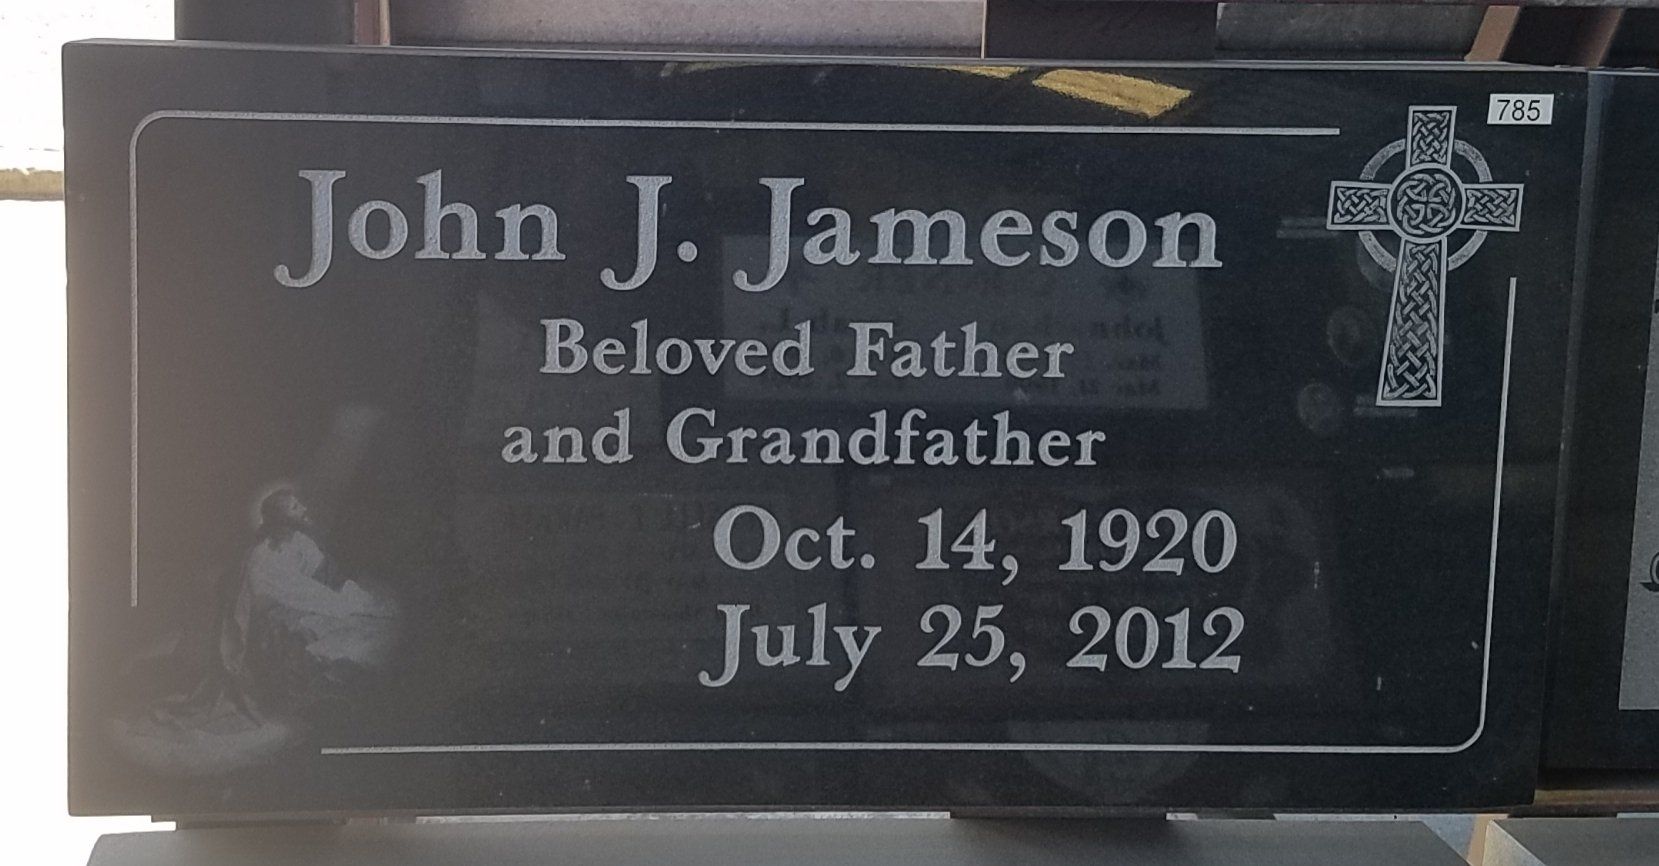 785
John J. Jameson
Beloved Father
and Grandfather
Oct. 14, 1920
July 25, 2012